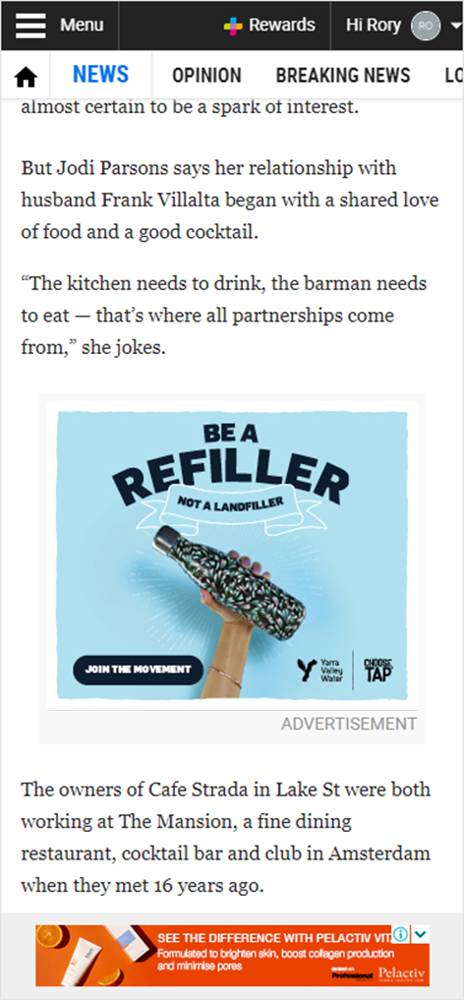 Menu
Rewards
Hi Rory
RO
NEWS
OPINION
BREAKING NEWS
LO
almost certain to be a spark of interest.
But Jodi Parsons says her relationship with
husband Frank Villalta began with a shared love
of food and a good cocktail.
“The kitchen needs to drink, the barman needs
to eat — that’s where all partnerships come
from,” she jokes.
BE A
REFILLER
NOT A LANDFILLER
JOIN THE MOVEMENT
Yarra
Valley
Water
CHOOSE
TAP
ADVERTISEMENT
The owners of Cafe Strada in Lake St were both
working at The Mansion, a fine dining
restaurant, cocktail bar and club in Amsterdam
when they met 16 years ago.
SEE THE DIFFERENCE WITH PELACTIV VIT
Formulated to brighten skin, boost collagen production
and minimise pores
Professional
Pelactiv